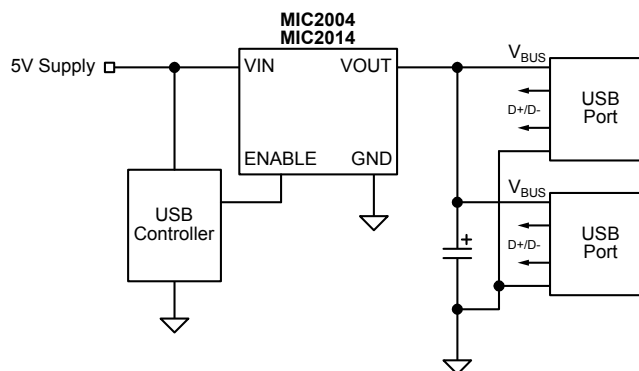 MIC2004
MIC2014
5V Supply
VIN
VOUT
ENABLE
GND
USB
Controller
VBUS
D+/D-
USB
Port
VBUS
D+/D-
USB
Port
+